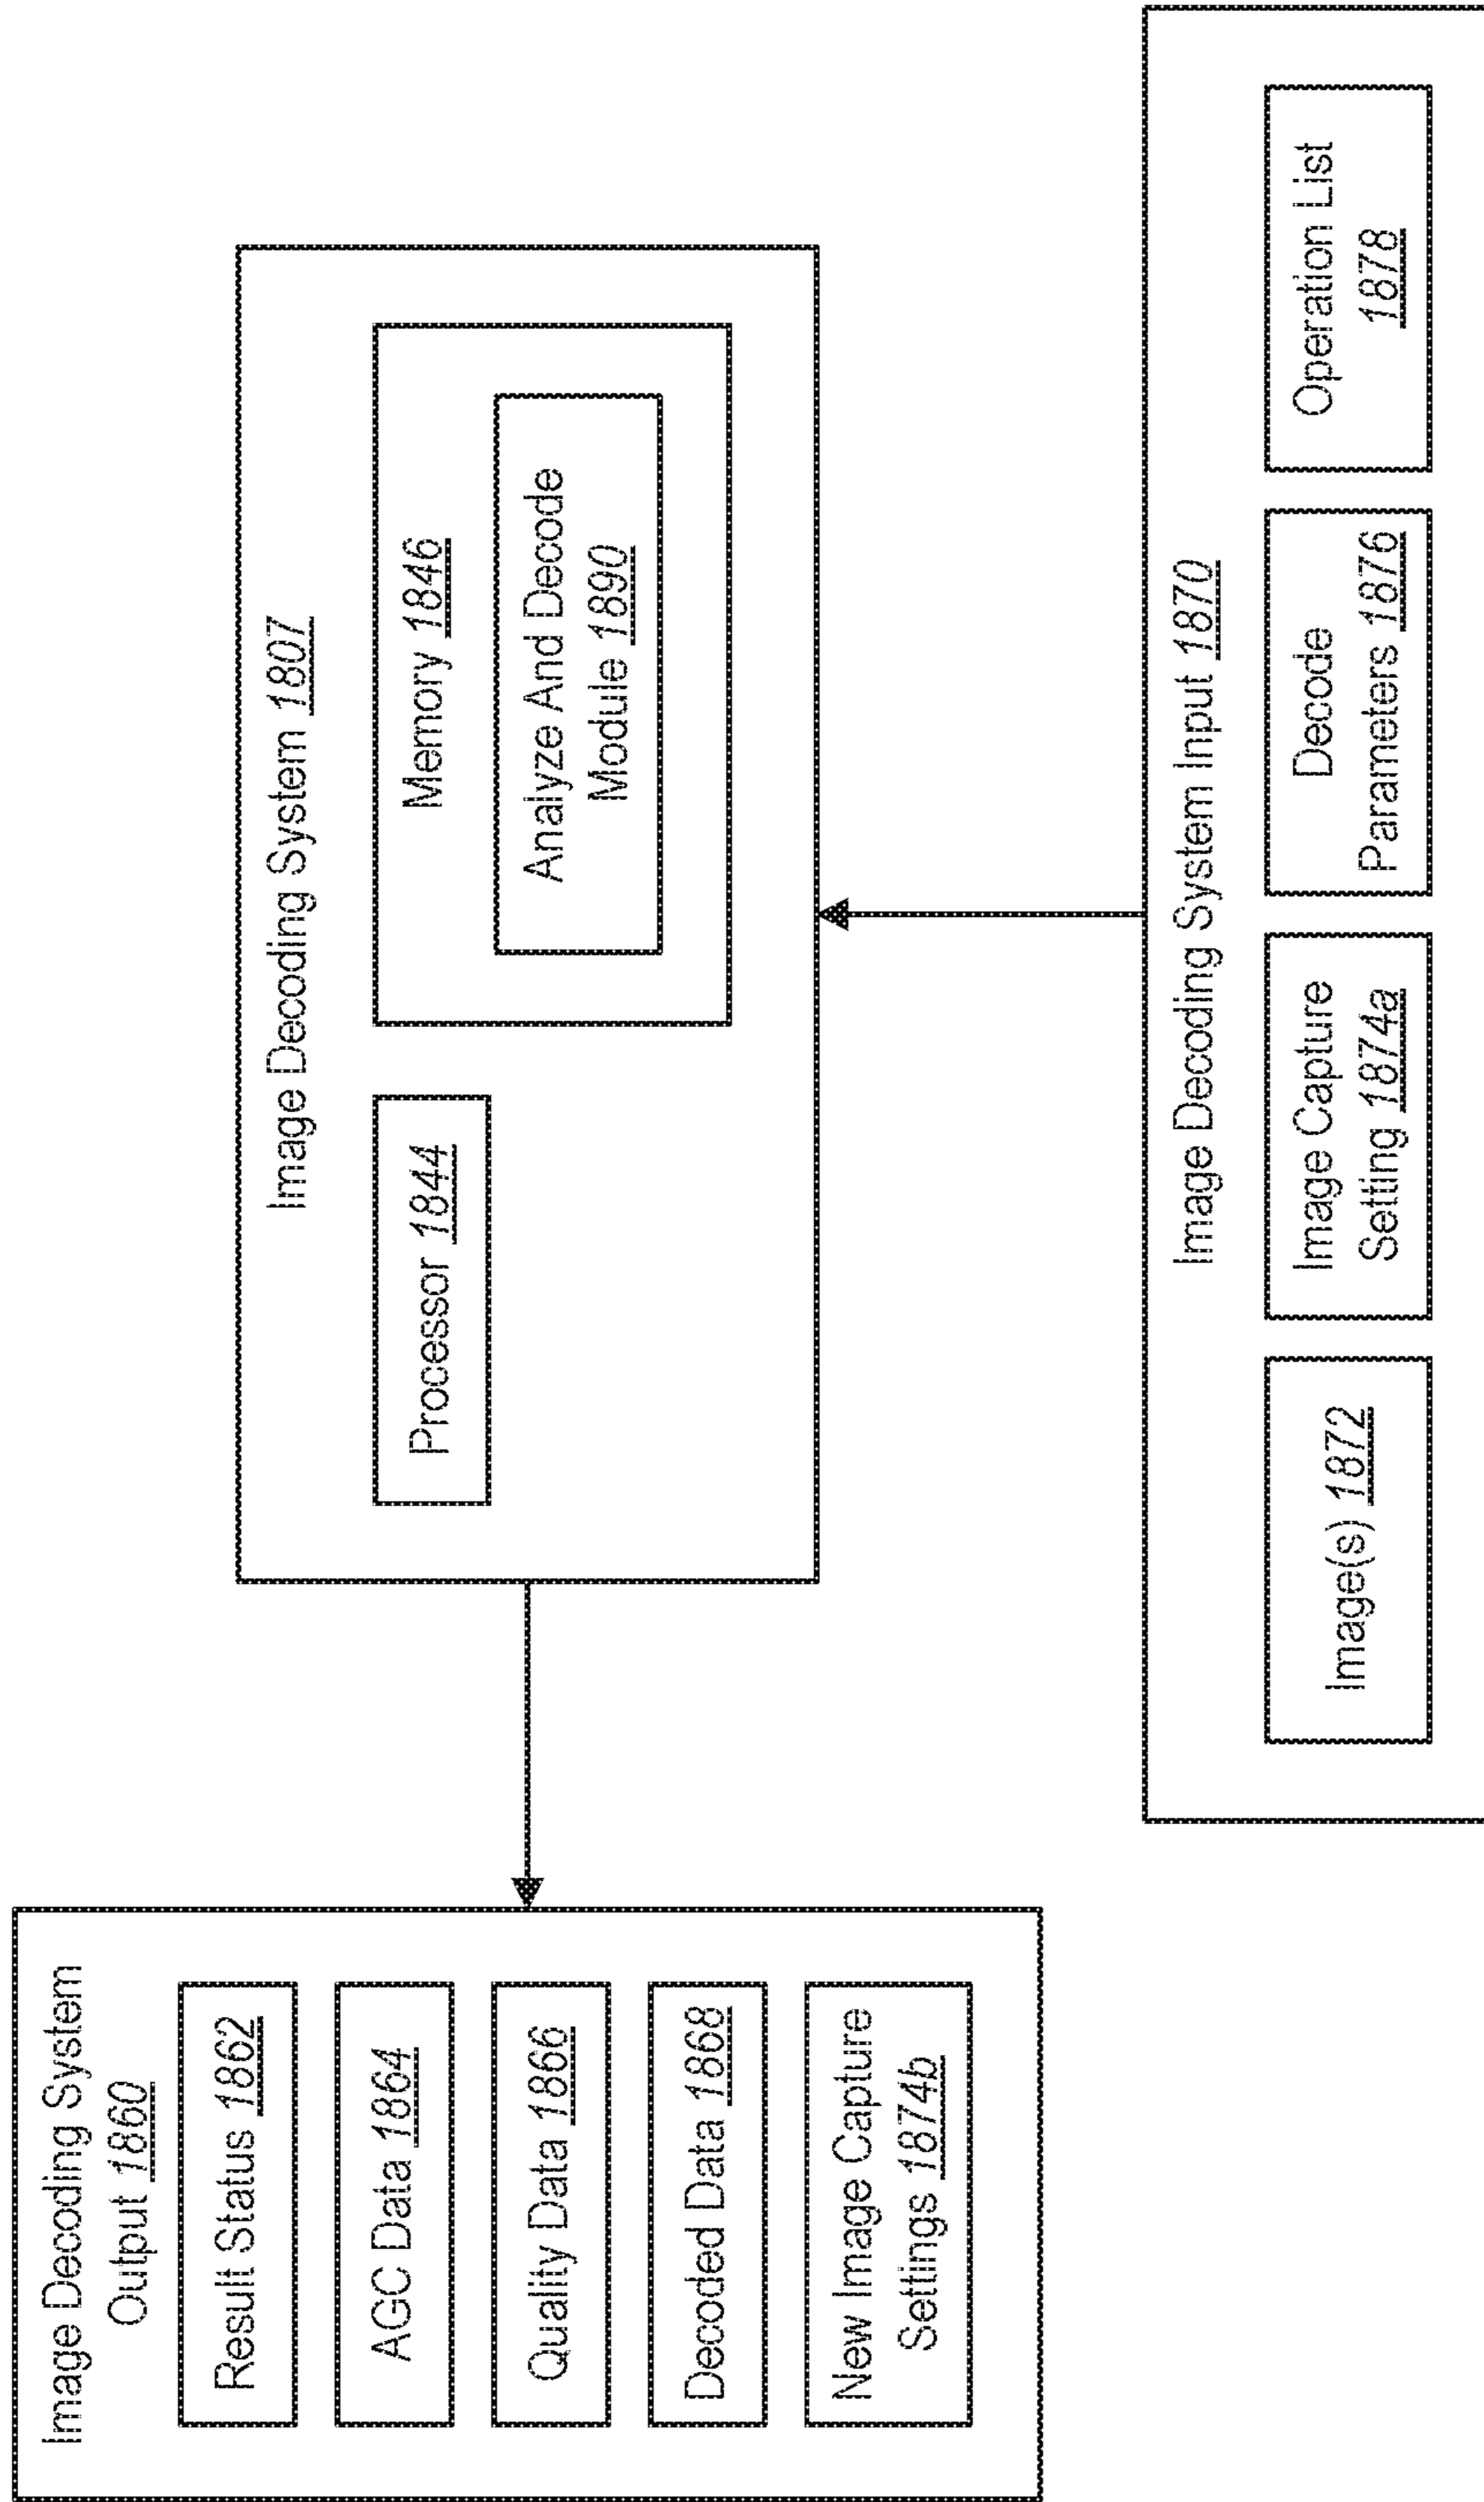 Image Decoding System
Output 1860
Result Status 1862
AGC Data 1864
Quality Data 1866
Decoded Data 1868
New Image Capture
Settings 1874b
Image Decoding System 1807
Processor 1844
Memory 1846
Analyze And Decode
Module 1890
Image Decoding System Input 1870
Image(s) 1872
Image Capture
Setting 1874a
Decode
Parameters 1876
Operation List
1878